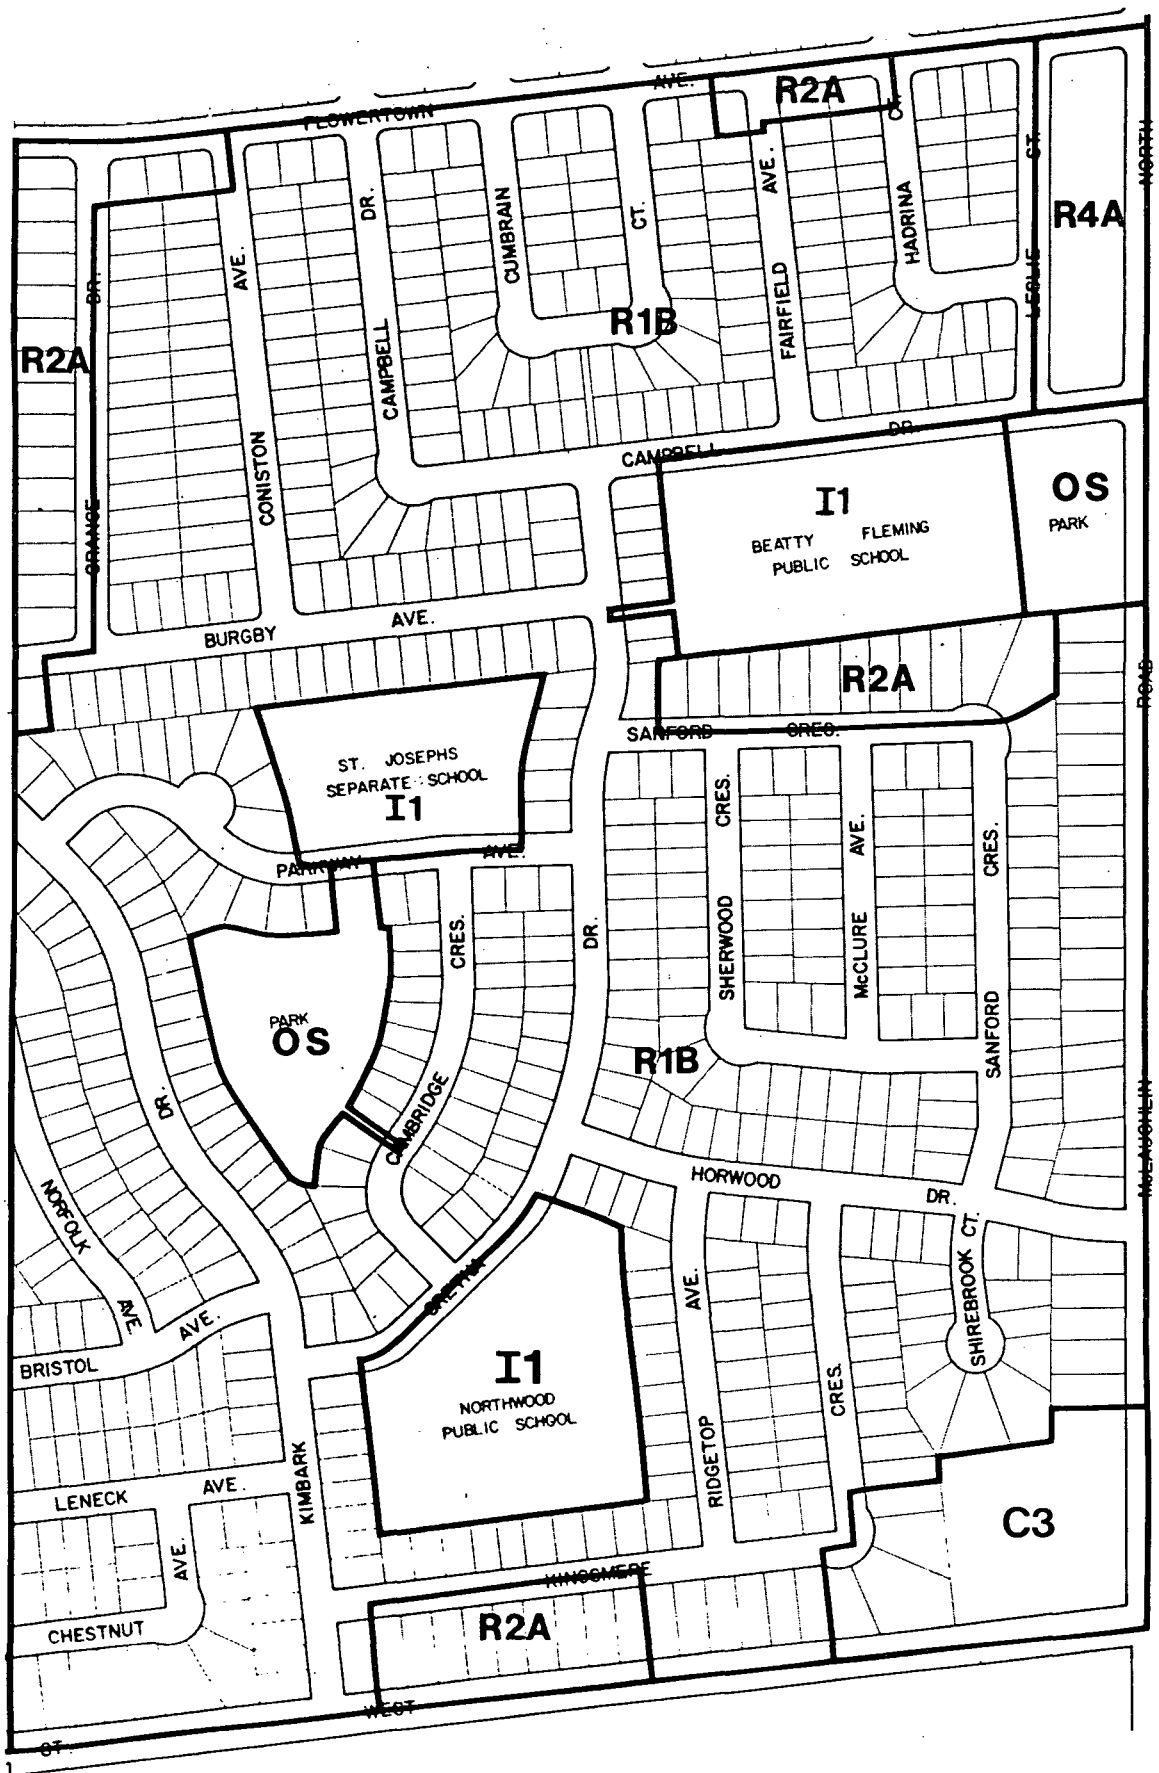 FLOWERTOWN AVE.
R2A
CT.
NORTH
CT.
R4A
DR.
AVE.
HADRINA
CUMBRAIN
CT.
AVE.
DR.
LESLIE
FAIRFIELD
R1B
R2A
CAMPBELL
DR.
CAMPBELL
CONISTON
I1
OS
BEATTY FLEMING
PUBLIC SCHOOL
PARK
GRANGE
BURGBY AVE.
R2A
ROAD
SANFORD CRES.
ST. JOSEPHS
SEPARATE SCHOOL
I1
CRES.
AVE.
CRES.
PARKWAY AVE.
CRES.
DR.
SHERWOOD
McCLURE
PARK
OS
R1B
SANFORD
DR.
CAMBRIDGE
McLAUGHLIN
HORWOOD
DR.
NORFOLK
CT.
AVE.
AVE.
GRETNA
AVE.
SHIREBROOK
BRISTOL
I1
NORTHWOOD
PUBLIC SCHOOL
CRES.
RIDGETOP
KIMBARK
LENECK AVE.
C3
AVE.
KINGSMERE
CHESTNUT
R2A
WEST
ST.
1